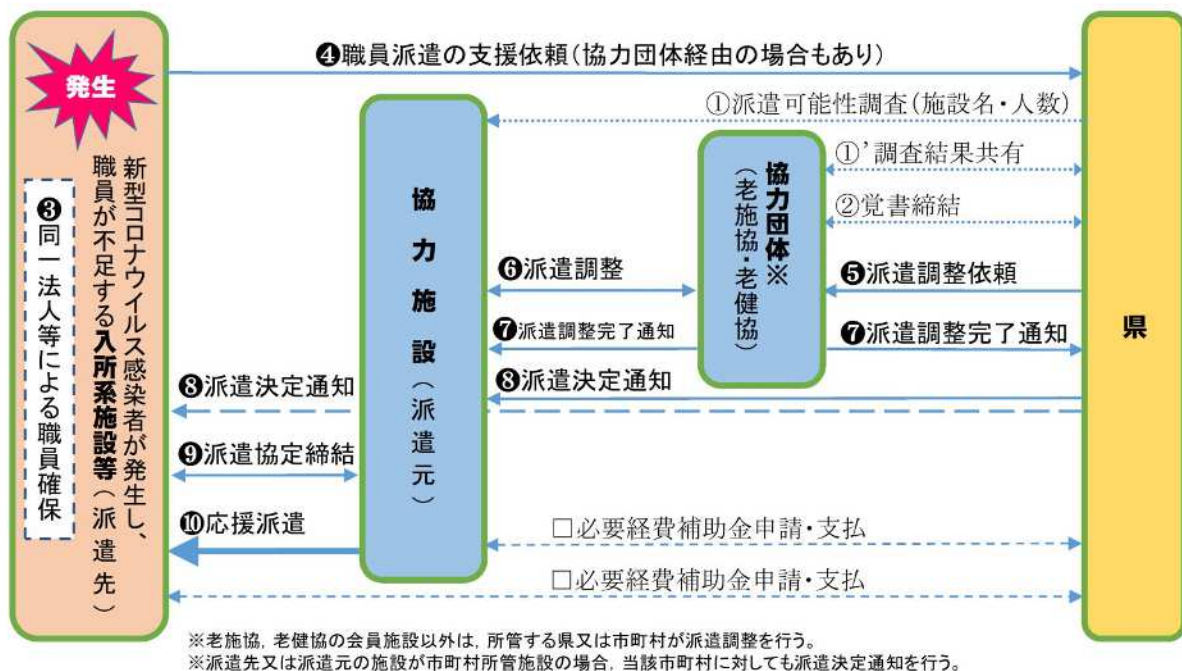 ❹職員派遣の支援依頼(協力団体経由の場合もあり)
発生
新型コロナウイルス感染者が発生し、
職員が不足する入所系施設等(派遣先)
❸同一法人等による職員確保
①派遣可能性調査(施設名・人数)
協力施設(派遣元)
協力団体※
(老施協・老健協)
①’調査結果共有
②覚書締結
県
❻派遣調整
❺派遣調整依頼
❼派遣調整完了通知
❼派遣調整完了通知
❽派遣決定通知
❽派遣決定通知
❾派遣協定締結
❿応援派遣
□必要経費補助金申請・支払
□必要経費補助金申請・支払
※老施協，老健協の会員施設以外は，所管する県又は市町村が派遣調整を行う。
※派遣先又は派遣元の施設が市町村所管施設の場合，当該市町村に対しても派遣決定通知を行う。